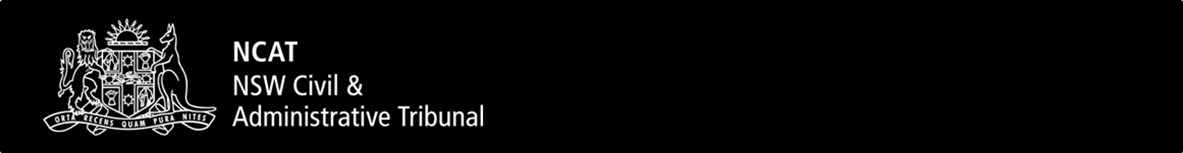 NCAT
NSW Civil &
Administrative Tribunal
ORTA RECENS QUAM PURA NITES